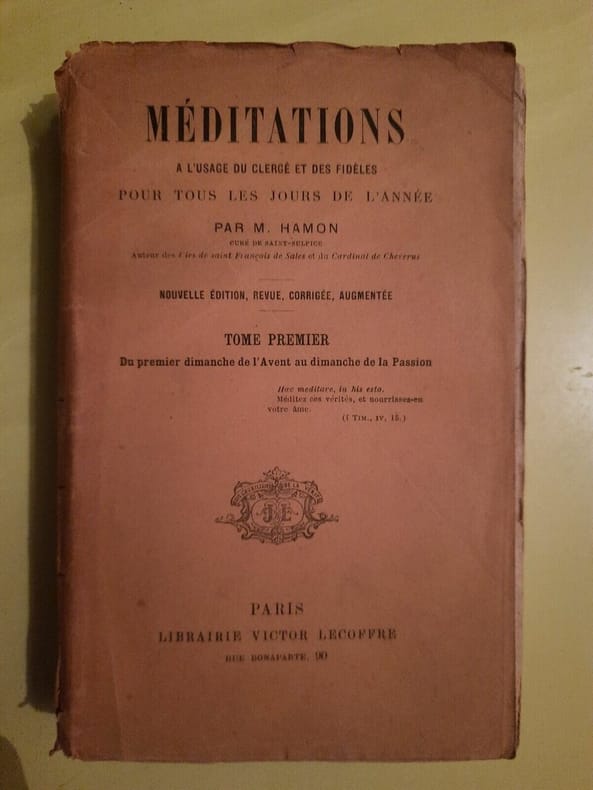 MÉDITATIONS
A L'USAGE DU CLERGÉ ET DES FIDÈLES
POUR TOUS LES JOURS DE L'ANNÉE
PAR M. HAMON
CURÉ DE SAINT-SULPICE
Auteur des Vies de saint François de Sales et du Cardinal de Cheverus
NOUVELLE ÉDITION, REVUE, CORRIGÉE, AUGMENTÉE
TOME PREMIER
Du premier dimanche de l'Avent au dimanche de la Passion
Hæc meditare, in his esto.
Méditez ces vérités, et nourrissez-en
votre âme.
(I TIM., IV, 15.)
DE LA VÉRITÉ
PARIS
LIBRAIRIE VICTOR LECOFFRE
RUE BONAPARTE, 90